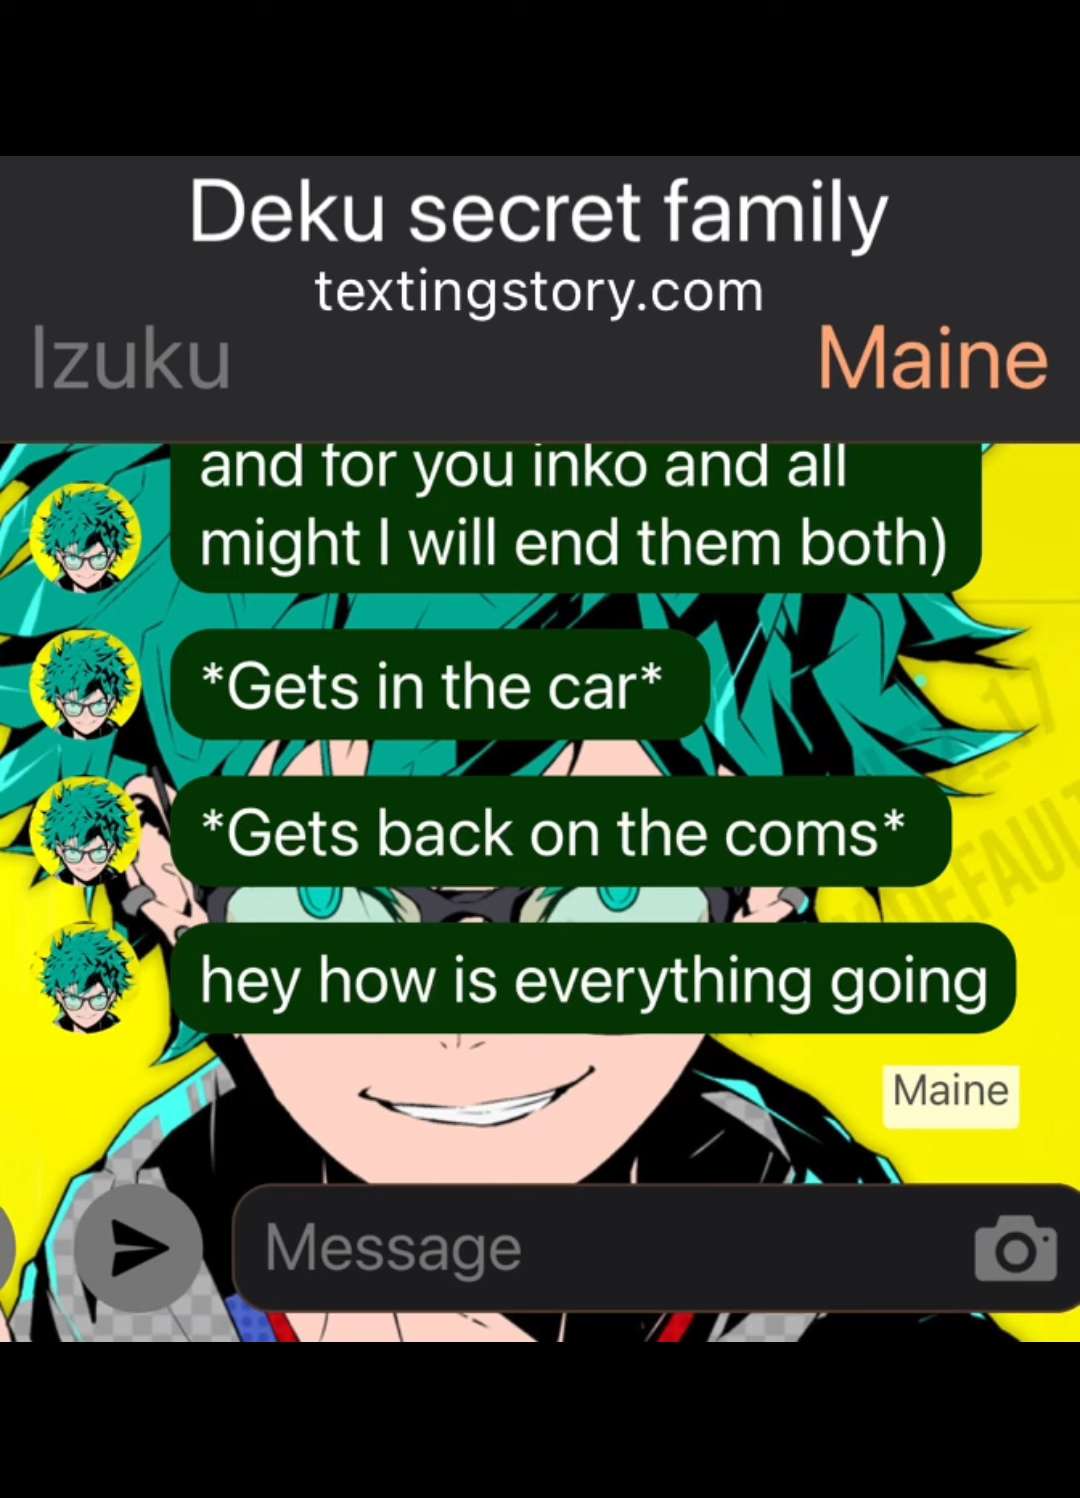 Deku secret family
textingstory.com
Izuku
Maine
and for you inko and all
might I will end them both)
*Gets in the car*
*Gets back on the coms*
hey how is everything going
Maine
Message